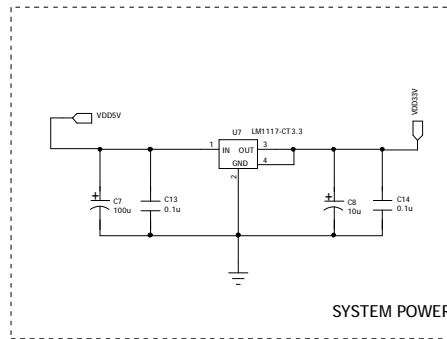 VDD5V
VDD33V
U7 LM1117-CT3.3
1 IN OUT 3
4
GND
2
+
C7
100u
C13
0.1u
+
C8
10u
C14
0.1u
SYSTEM POWER